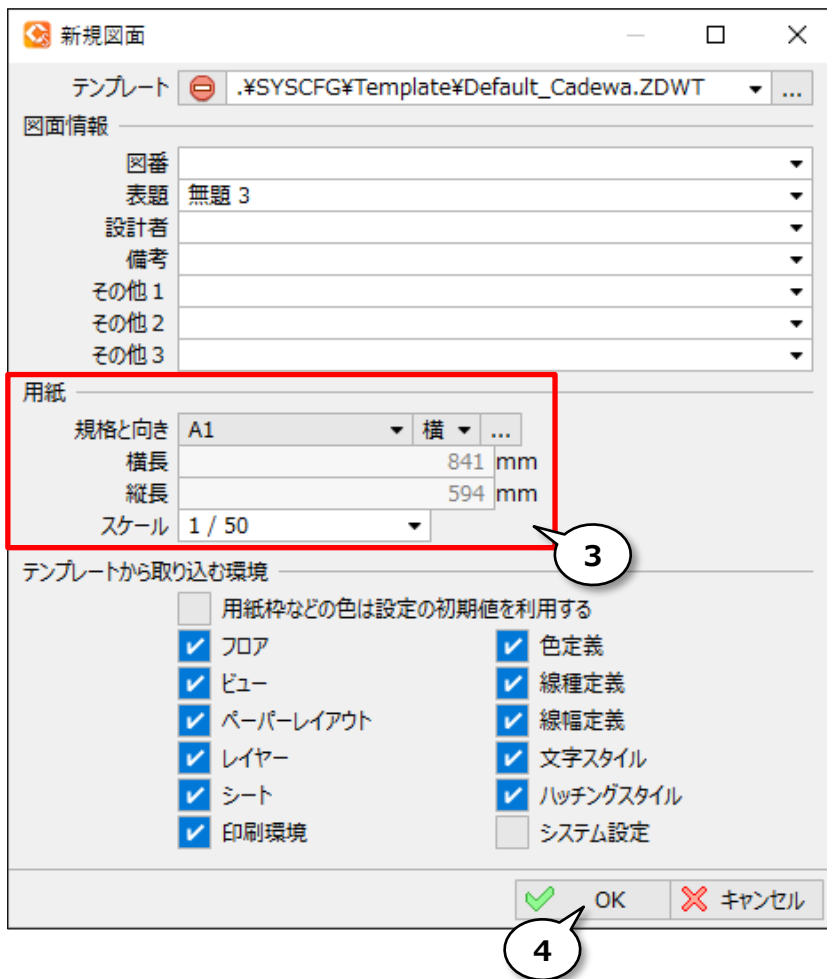 新規図面
テンプレート .¥SYSCFG¥Template¥Default_Cadewa.ZDWT ...
図面情報
図番
表題 無題 3
設計者
備考
その他 1
その他 2
その他 3
用紙
規格と向き A1 横 ...
横長 841 mm
縦長 594 mm
スケール 1 / 50
3
テンプレートから取り込む環境
用紙枠などの色は設定の初期値を利用する
フロア 色定義
ビュー 線種定義
ペーパーレイアウト 線幅定義
レイヤー 文字スタイル
シート ハッチングスタイル
印刷環境 システム設定
OK キャンセル
4